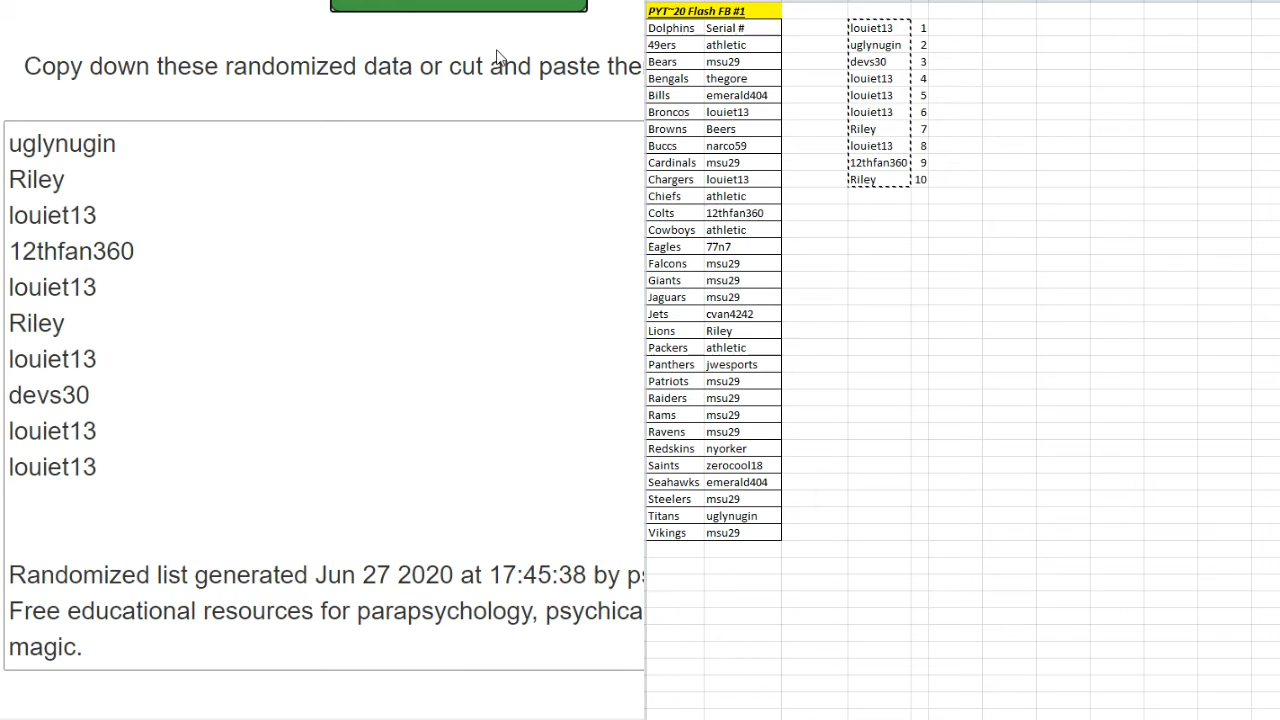 Copy down these randomized data or cut and paste the
uglynugin
Riley
louiet13
12thfan360
louiet13
Riley
louiet13
devs30
louiet13
louiet13
Randomized list generated Jun 27 2020 at 17:45:38 by ps
Free educational resources for parapsychology, psychica
magic.
PYT~20 Flash FB #1
Dolphins Serial #
49ers athletic
Bears msu29
Bengals thegore
Bills emerald404
Broncos louiet13
Browns Beers
Buccs narco59
Cardinals msu29
Chargers louiet13
Chiefs athletic
Colts 12thfan360
Cowboys athletic
Eagles 77n7
Falcons msu29
Giants msu29
Jaguars msu29
Jets cvan4242
Lions Riley
Packers athletic
Panthers jwesports
Patriots msu29
Raiders msu29
Rams msu29
Ravens msu29
Redskins nyorker
Saints zerocool18
Seahawks emerald404
Steelers msu29
Titans uglynugin
Vikings msu29
louiet13 1
uglynugin 2
devs30 3
louiet13 4
louiet13 5
louiet13 6
Riley 7
louiet13 8
12thfan360 9
Riley 10